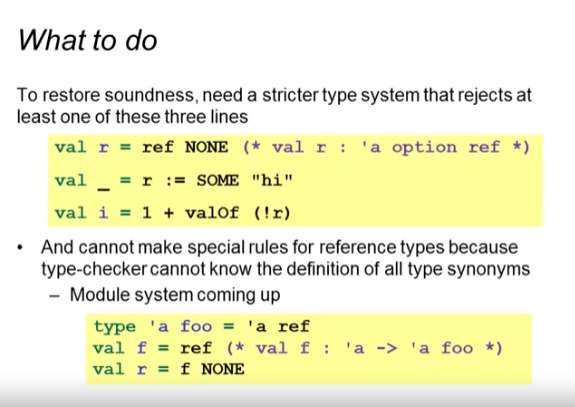 What to do
To restore soundness, need a stricter type system that rejects at
least one of these three lines
val r = ref NONE (* val r : 'a option ref *)
val _ = r := SOME "hi"
val i = 1 + valOf (!r)
• And cannot make special rules for reference types because
type-checker cannot know the definition of all type synonyms
– Module system coming up
type 'a foo = 'a ref
val f = ref (* val f : 'a -> 'a foo *)
val r = f NONE